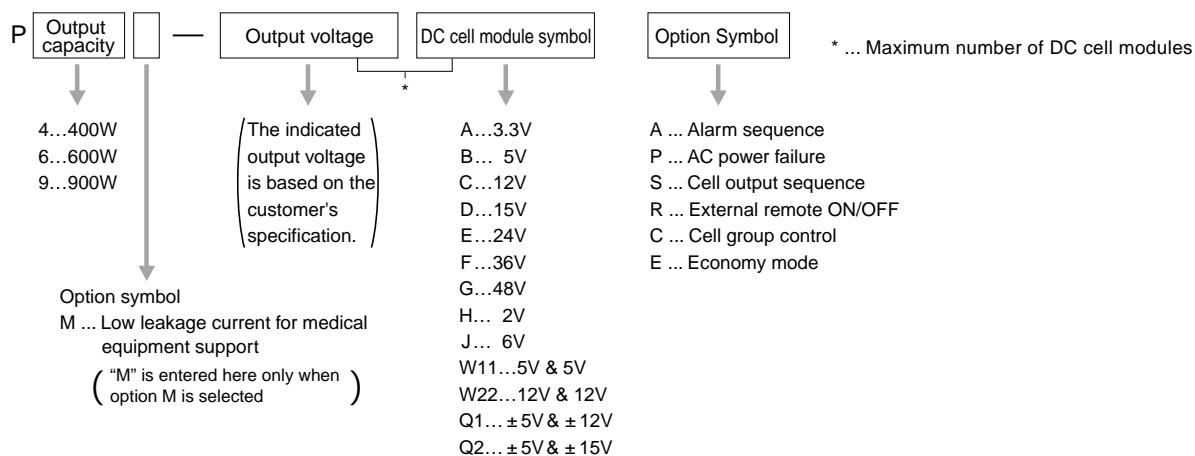 P Output capacity — Output voltage DC cell module symbol Option Symbol * ... Maximum number of DC cell modules
*
4...400W
6...600W
9...900W
(The indicated
output voltage
is based on the
customer's
specification.)
A...3.3V
B... 5V
C...12V
D...15V
E...24V
F...36V
G...48V
H... 2V
J... 6V
W11...5V & 5V
W22...12V & 12V
Q1... ±5V & ±12V
Q2... ±5V & ±15V
A ... Alarm sequence
P ... AC power failure
S ... Cell output sequence
R ... External remote ON/OFF
C ... Cell group control
E ... Economy mode
Option symbol
M ... Low leakage current for medical
equipment support
( "M" is entered here only when
option M is selected )